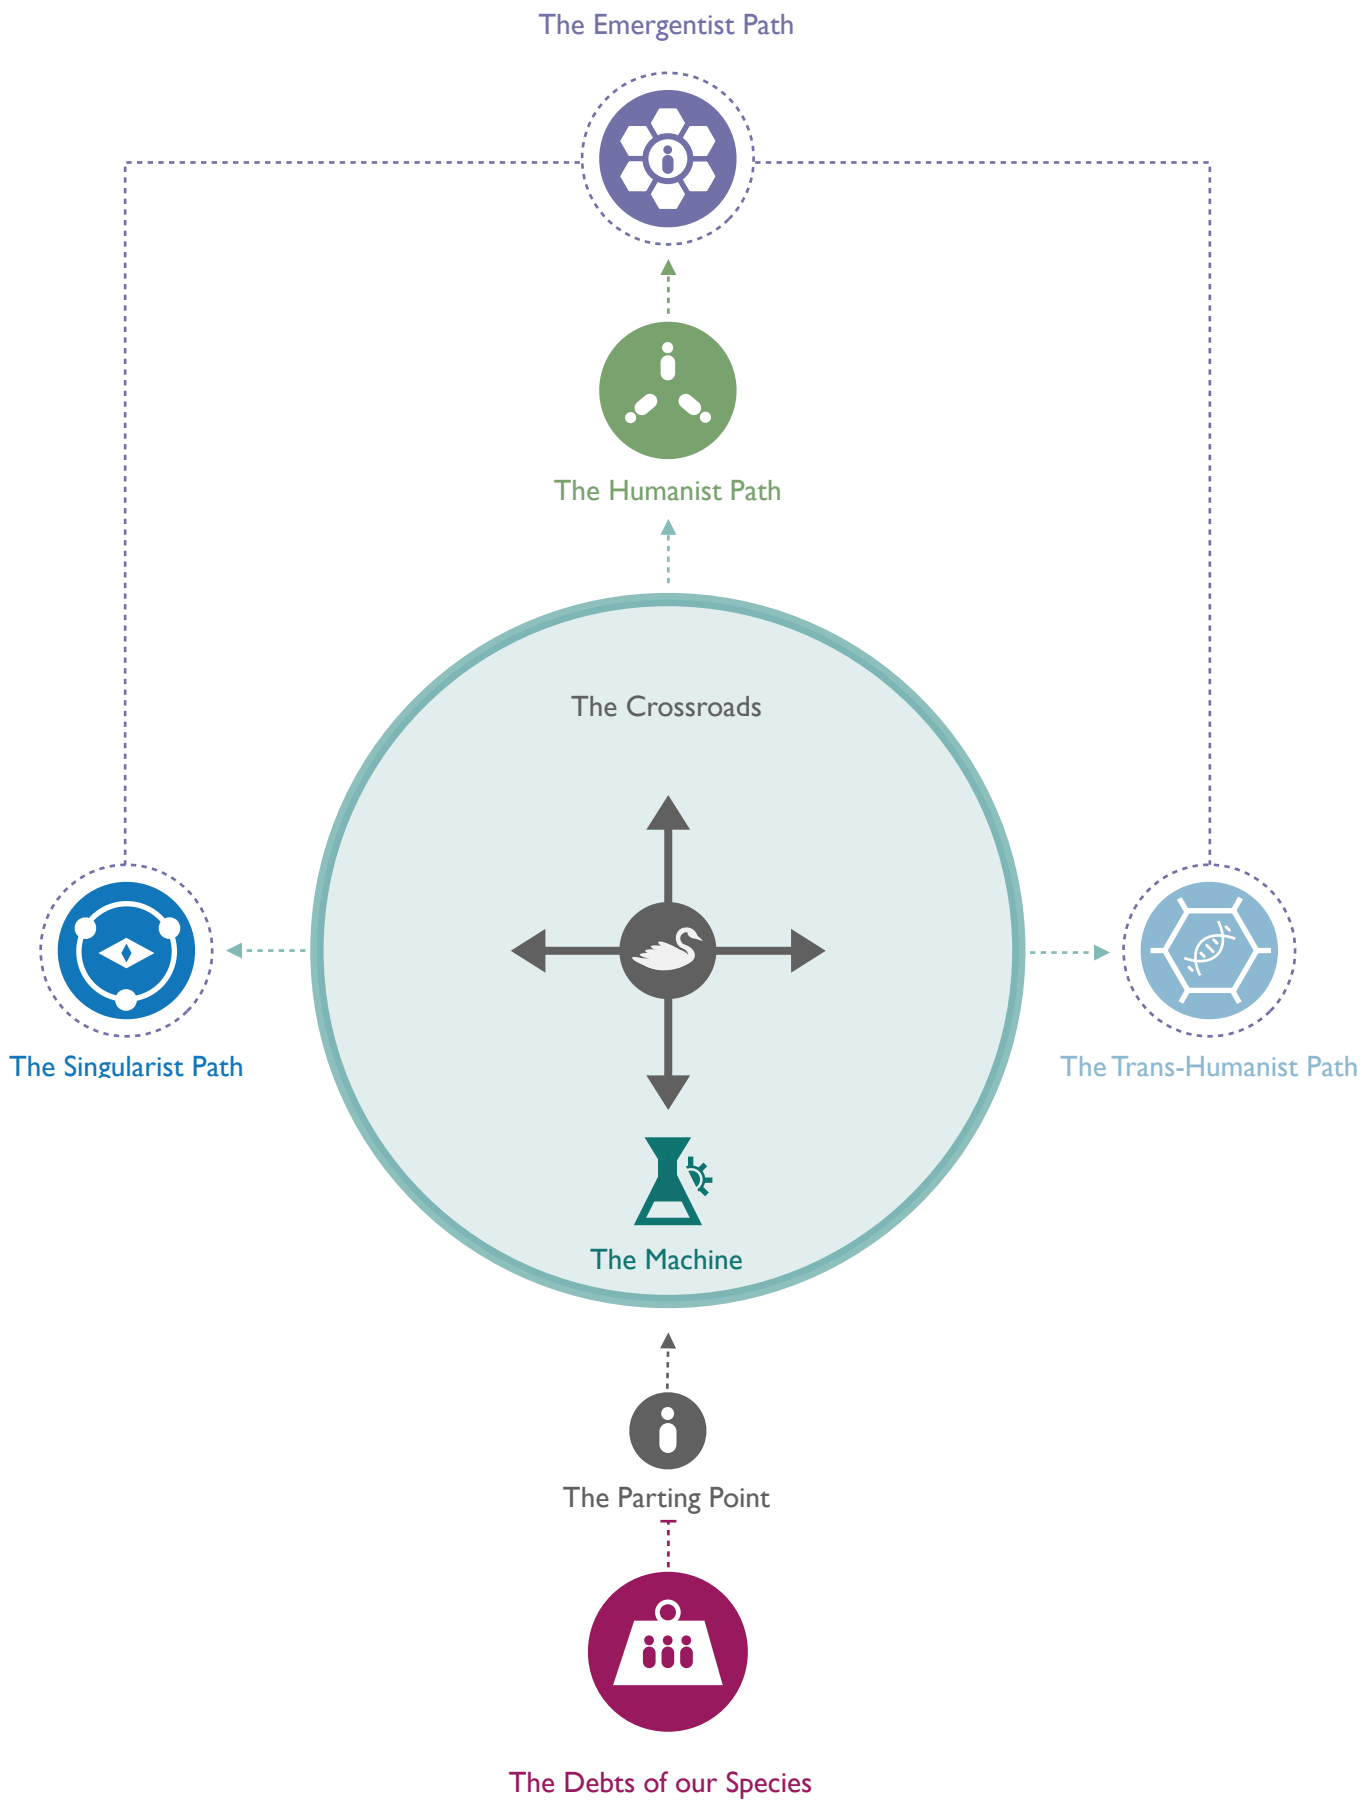 The Emergentist Path
The Humanist Path
The Crossroads
The Singularist Path
The Trans-Humanist Path
The Machine
The Parting Point
The Debts of our Species